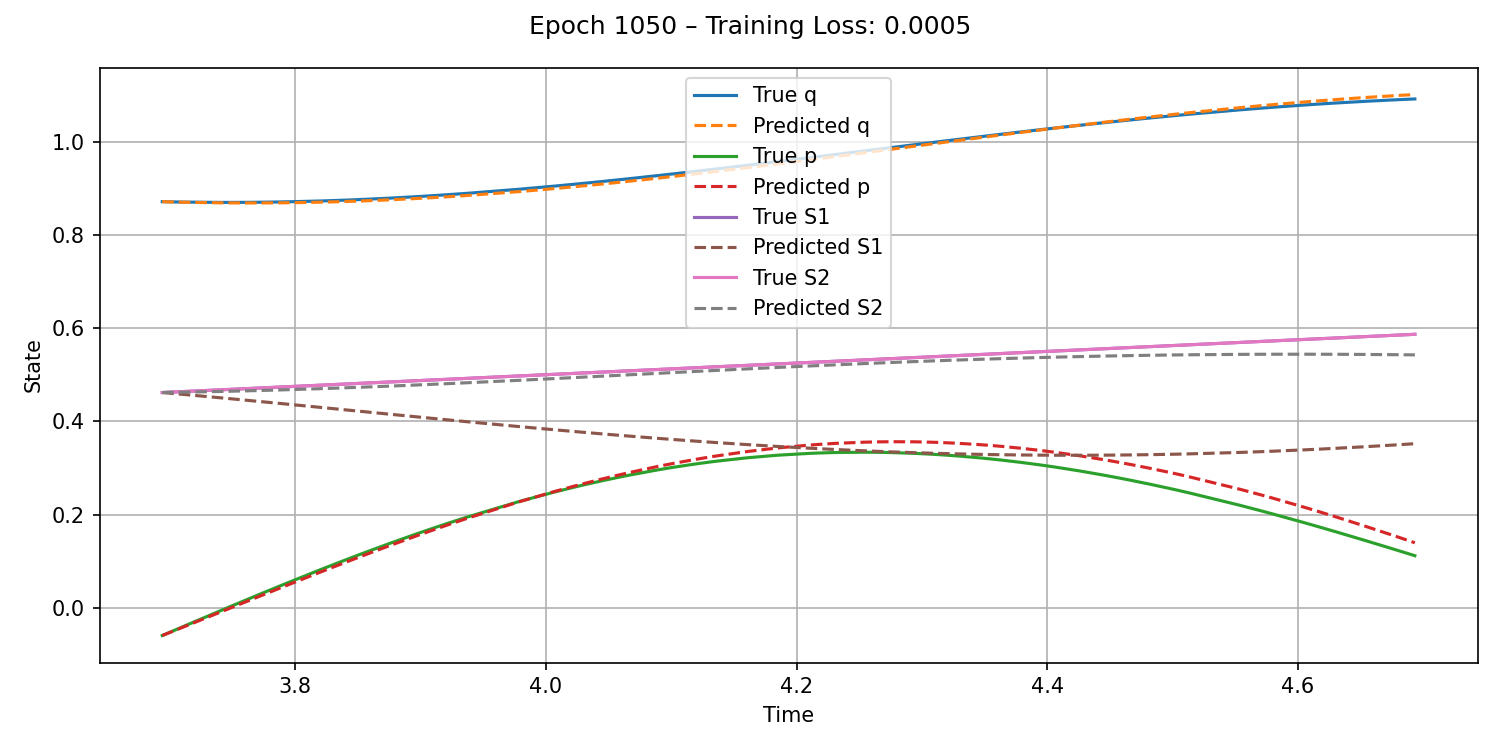 Epoch 1050 – Training Loss: 0.0005
True q
Predicted q
True p
Predicted p
True S1
Predicted S1
True S2
Predicted S2
State
1.0
0.8
0.6
0.4
0.2
0.0
3.8 4.0 4.2 4.4 4.6
Time